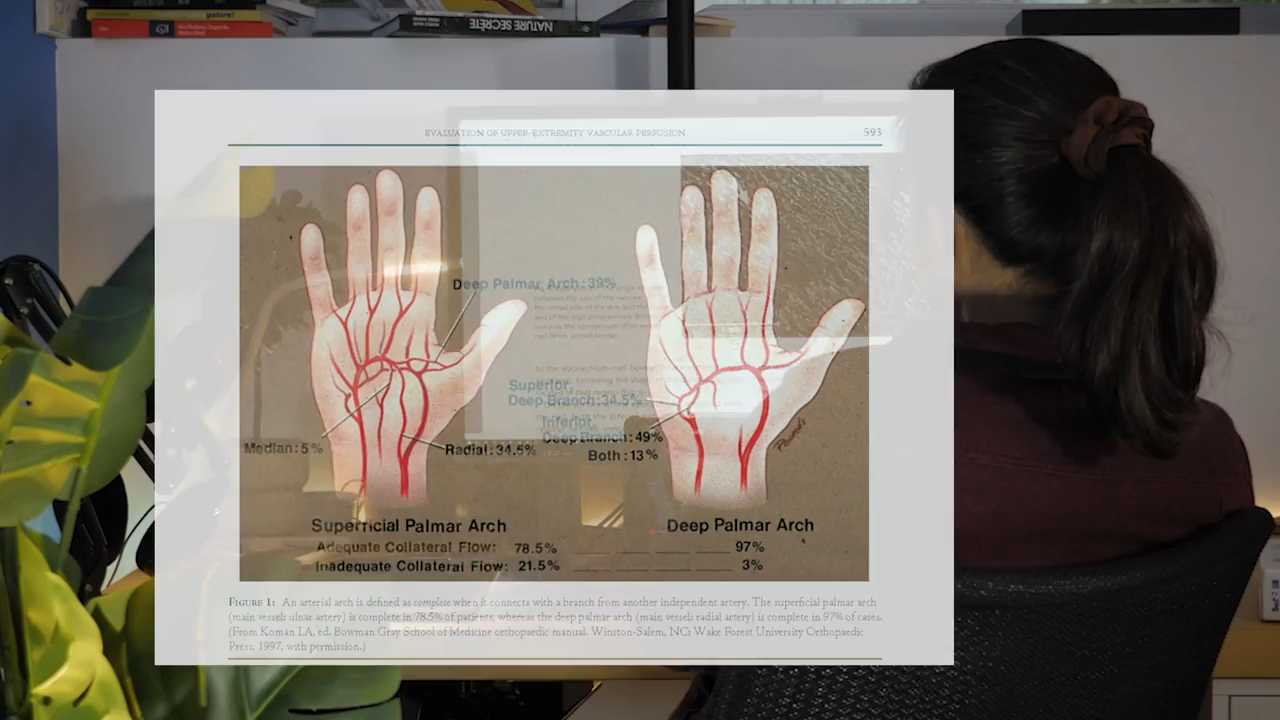 galore!
NATURE SECRÈTE
EVALUATION OF UPPER-EXTREMITY VASCULAR PERFUSION 593
Deep Palmar Arch: 39%
Superior,
Deep Branch: 34.5%
Inferior,
Deep Branch: 49%
Both: 13%
Median: 5%
Radial: 34.5%
Pounds
Superficial Palmar Arch
Deep Palmar Arch
Adequate Collateral Flow: 78.5% 97%
Inadequate Collateral Flow: 21.5% 3%
FIGURE 1: An arterial arch is defined as complete when it connects with a branch from another independent artery. The superficial palmar arch
(main vessel: ulnar artery) is complete in 78.5% of patients, whereas the deep palmar arch (main vessel: radial artery) is complete in 97% of cases.
(From Koman LA, ed. Bowman Gray School of Medicine orthopaedic manual. Winston-Salem, NC: Wake Forest University Orthopaedic
Press, 1997, with permission.)